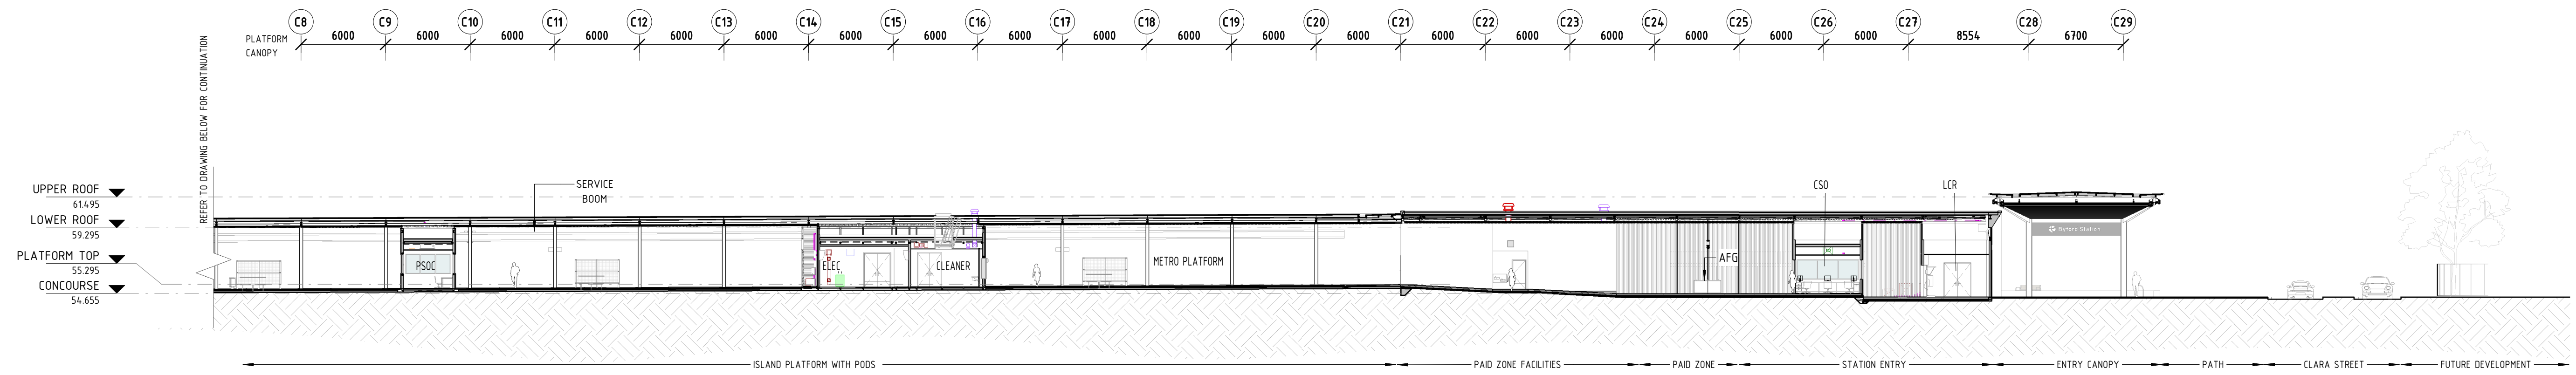 C8 C9 C10 C11 C12 C13 C14 C15 C16 C17 C18 C19 C20 C21 C22 C23 C24 C25 C26 C27 C28 C29
PLATFORM
CANOPY
6000 6000 6000 6000 6000 6000 6000 6000 6000 6000 6000 6000 6000 6000 6000 6000 6000 6000 6000 8554 6700
REFER TO DRAWING BELOW FOR CONTINUATION
UPPER ROOF
61.495
LOWER ROOF
59.295
PLATFORM TOP
55.295
CONCOURSE
54.655
SERVICE
BOOM
CSO
LCR
Byford Station
PSOC
ELEC
CLEANER
METRO PLATFORM
AFG
ISLAND PLATFORM WITH PODS
PAID ZONE FACILITIES
PAID ZONE
STATION ENTRY
ENTRY CANOPY
PATH
CLARA STREET
FUTURE DEVELOPMENT